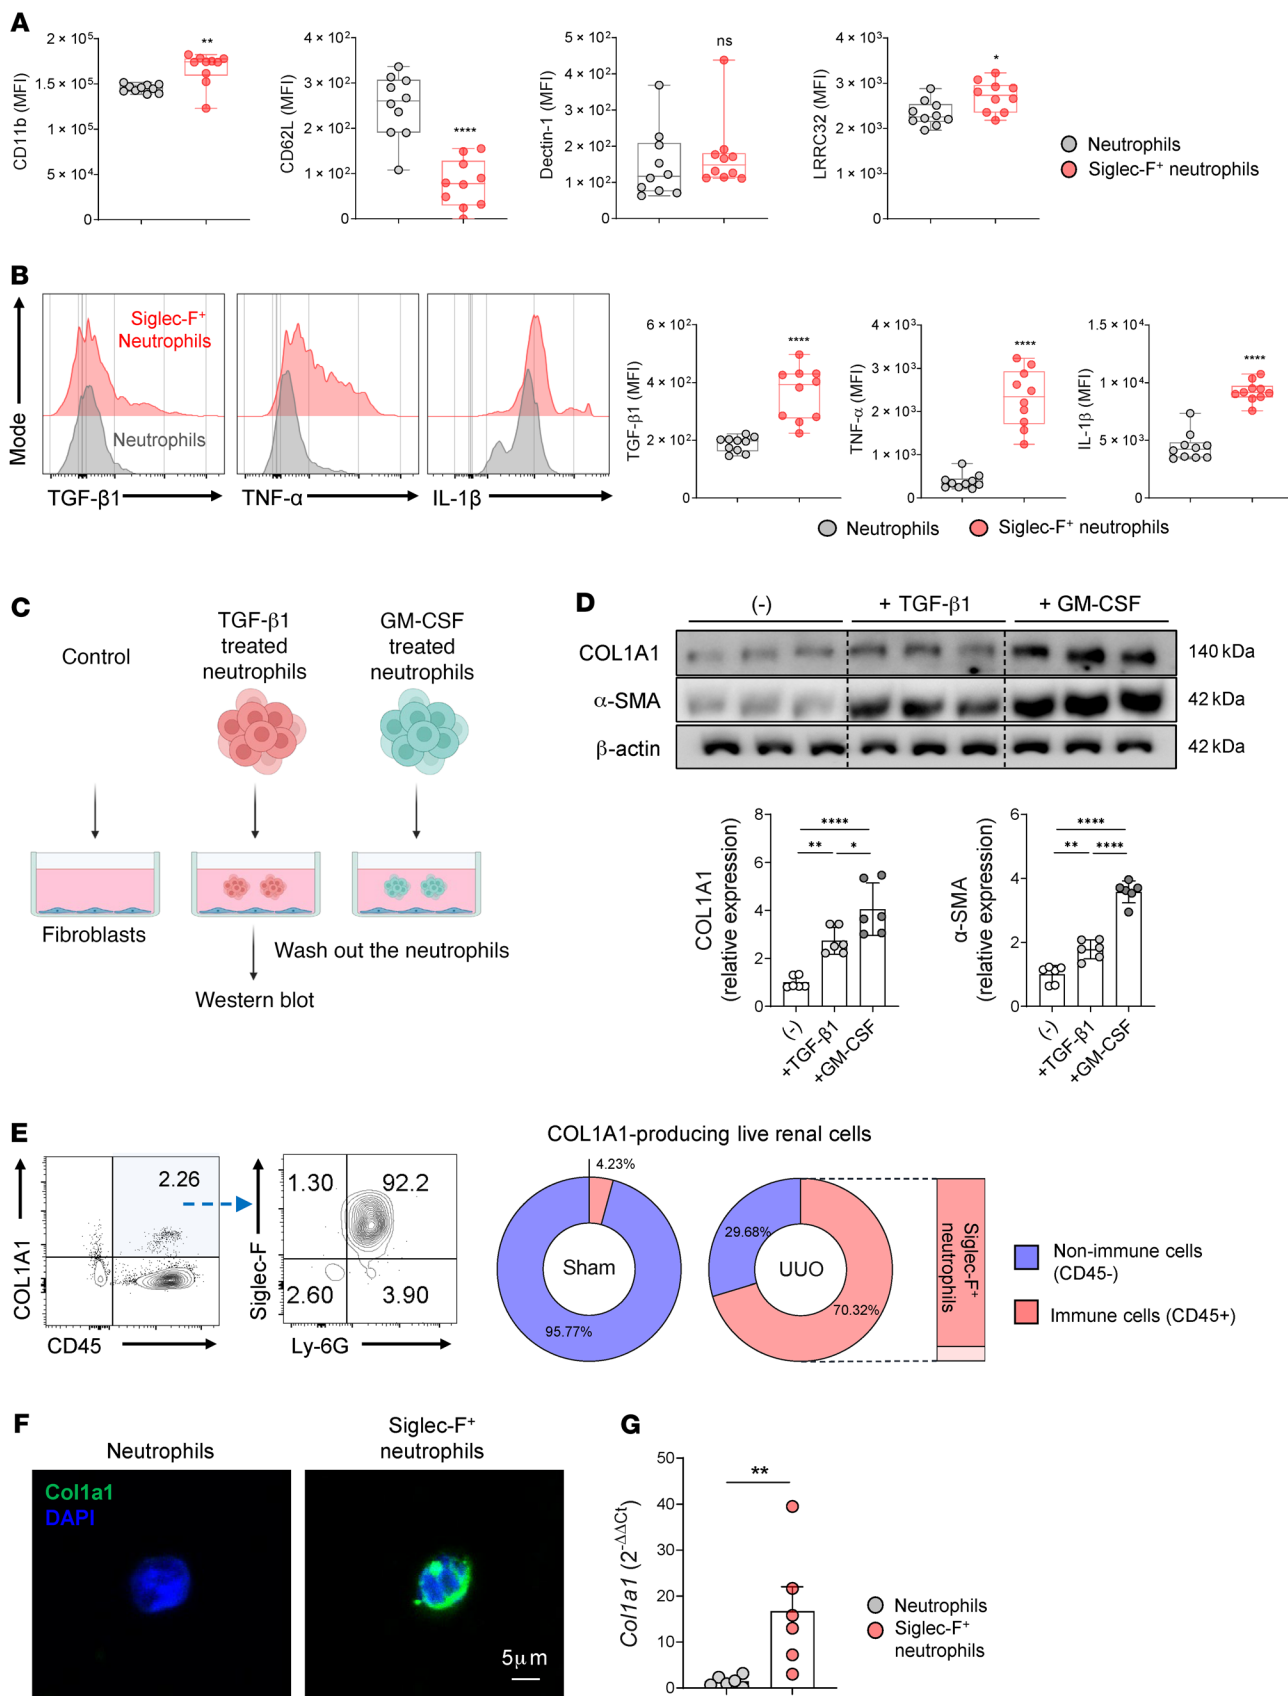 A
CD11b (MFI)
2 × 10⁵
1.5 × 10⁵
1 × 10⁵
5 × 10⁴
0
**
CD62L (MFI)
4 × 10²
3 × 10²
2 × 10²
1 × 10²
0
****
Dectin-1 (MFI)
5 × 10²
4 × 10²
3 × 10²
2 × 10²
1 × 10²
0
ns
LRRC32 (MFI)
4 × 10³
3 × 10³
2 × 10³
1 × 10³
0
*
Neutrophils
Siglec-F⁺ neutrophils
B
Mode
Siglec-F⁺
Neutrophils
Neutrophils
TGF-β1
TNF-α
IL-1β
TGF-β1 (MFI)
6 × 10²
4 × 10²
2 × 10²
0
****
TNF-α (MFI)
4 × 10³
3 × 10³
2 × 10³
1 × 10³
0
****
IL-1β (MFI)
1.5 × 10⁴
1 × 10⁴
5 × 10³
0
****
Neutrophils
Siglec-F⁺ neutrophils
C
Control
TGF-β1
treated
neutrophils
GM-CSF
treated
neutrophils
Fibroblasts
Wash out the neutrophils
Western blot
D
(-)
+ TGF-β1
+ GM-CSF
COL1A1
140 kDa
α-SMA
42 kDa
β-actin
42 kDa
COL1A1
(relative expression)
8
6
4
2
0
****
**
*
(-)
+TGF-β1
+GM-CSF
α-SMA
(relative expression)
6
4
2
0
****
**
****
(-)
+TGF-β1
+GM-CSF
E
COL1A1
2.26
CD45
Siglec-F
1.30
92.2
2.60
3.90
Ly-6G
COL1A1-producing live renal cells
4.23%
Sham
95.77%
29.68%
UUO
70.32%
Siglec-F⁺
neutrophils
Non-immune cells
(CD45-)
Immune cells (CD45+)
F
Neutrophils
Siglec-F⁺
neutrophils
Col1a1
DAPI
5μm
G
Col1a1 (2^-ΔΔCt)
50
40
30
20
10
0
**
Neutrophils
Siglec-F⁺
neutrophils